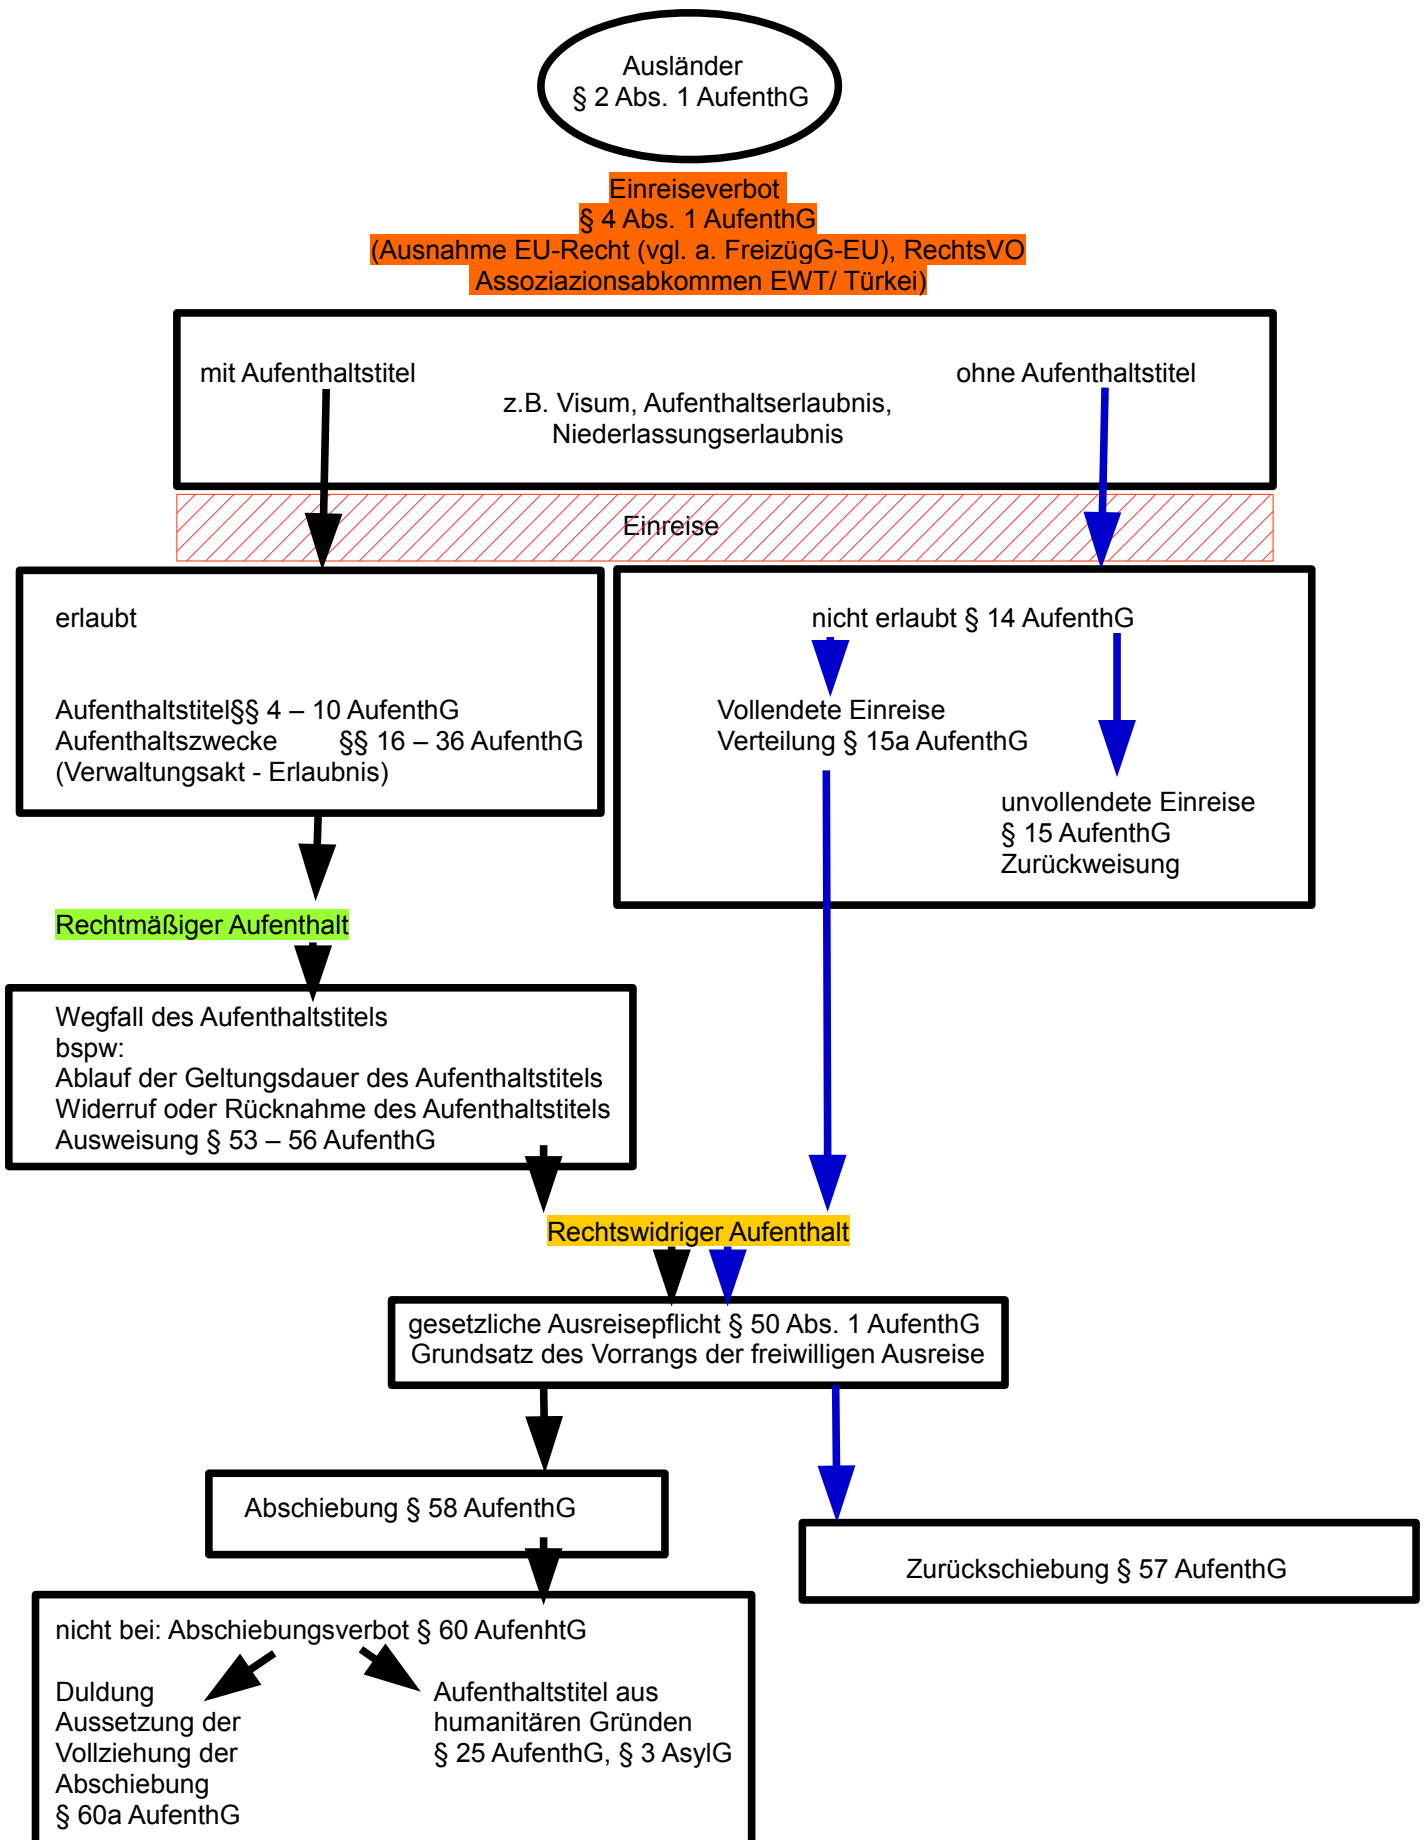 Ausländer
§ 2 Abs. 1 AufenthG
Einreiseverbot
§ 4 Abs. 1 AufenthG
(Ausnahme EU-Recht (vgl. a. FreizügG-EU), RechtsVO
Assoziazionsabkommen EWT/ Türkei)
mit Aufenthaltstitel
ohne Aufenthaltstitel
z.B. Visum, Aufenthaltserlaubnis,
Niederlassungserlaubnis
Einreise
erlaubt
Aufenthaltstitel§§ 4 – 10 AufenthG
Aufenthaltszwecke §§ 16 – 36 AufenthG
(Verwaltungsakt - Erlaubnis)
nicht erlaubt § 14 AufenthG
Vollendete Einreise
Verteilung § 15a AufenthG
unvollendete Einreise
§ 15 AufenthG
Zurückweisung
Rechtmäßiger Aufenthalt
Wegfall des Aufenthaltstitels
bspw:
Ablauf der Geltungsdauer des Aufenthaltstitels
Widerruf oder Rücknahme des Aufenthaltstitels
Ausweisung § 53 – 56 AufenthG
Rechtswidriger Aufenthalt
gesetzliche Ausreisepflicht § 50 Abs. 1 AufenthG
Grundsatz des Vorrangs der freiwilligen Ausreise
Abschiebung § 58 AufenthG
Zurückschiebung § 57 AufenthG
nicht bei: Abschiebungsverbot § 60 AufenhtG
Duldung
Aussetzung der
Vollziehung der
Abschiebung
§ 60a AufenthG
Aufenthaltstitel aus
humanitären Gründen
§ 25 AufenthG, § 3 AsylG